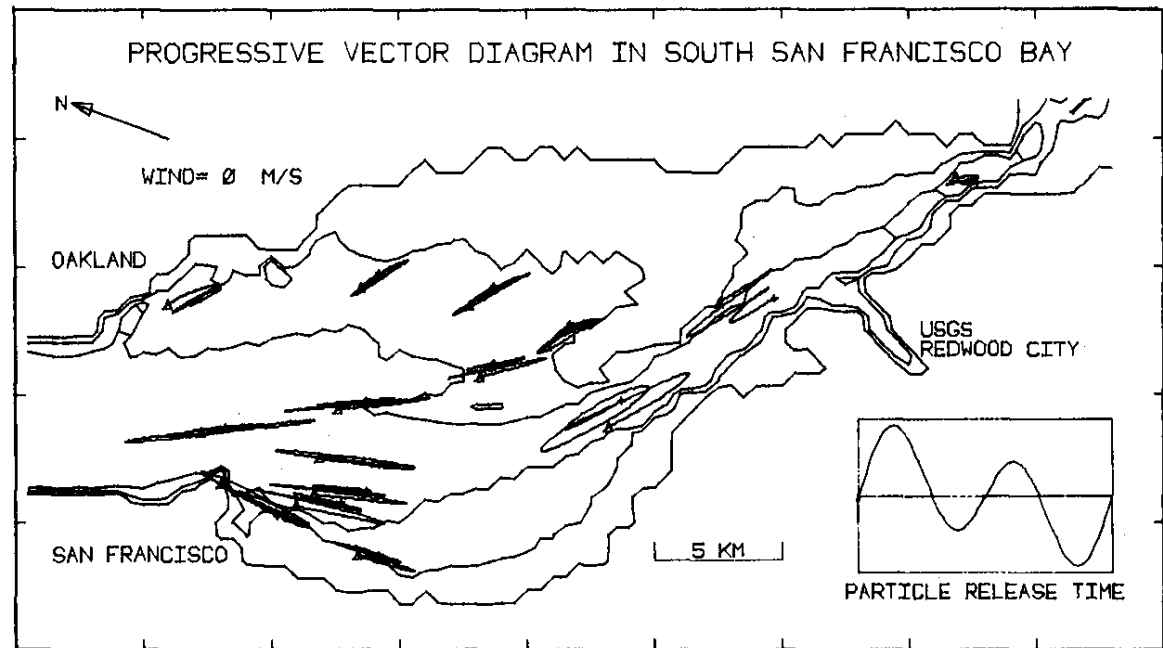 PROGRESSIVE VECTOR DIAGRAM IN SOUTH SAN FRANCISCO BAY
N
WIND= 0 M/S
OAKLAND
USGS
REDWOOD CITY
SAN FRANCISCO
5 KM
PARTICLE RELEASE TIME